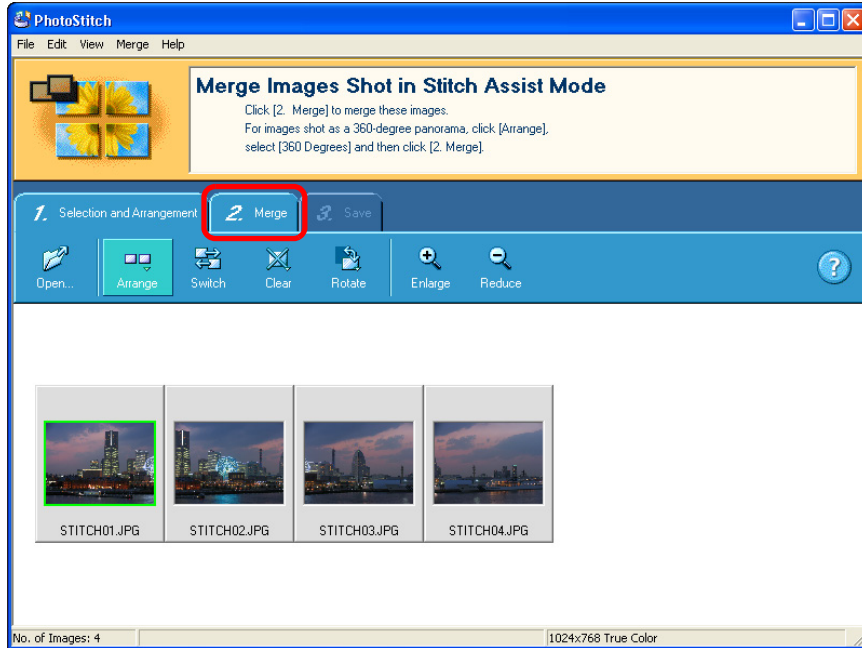 PhotoStitch
File Edit View Merge Help
Merge Images Shot in Stitch Assist Mode
Click [2. Merge] to merge these images.
For images shot as a 360-degree panorama, click [Arrange],
select [360 Degrees] and then click [2. Merge].
1. Selection and Arrangement 2. Merge 3. Save
Open... Arrange Switch Clear Rotate Enlarge Reduce ?
STITCH01.JPG STITCH02.JPG STITCH03.JPG STITCH04.JPG
No. of Images: 4 1024x768 True Color